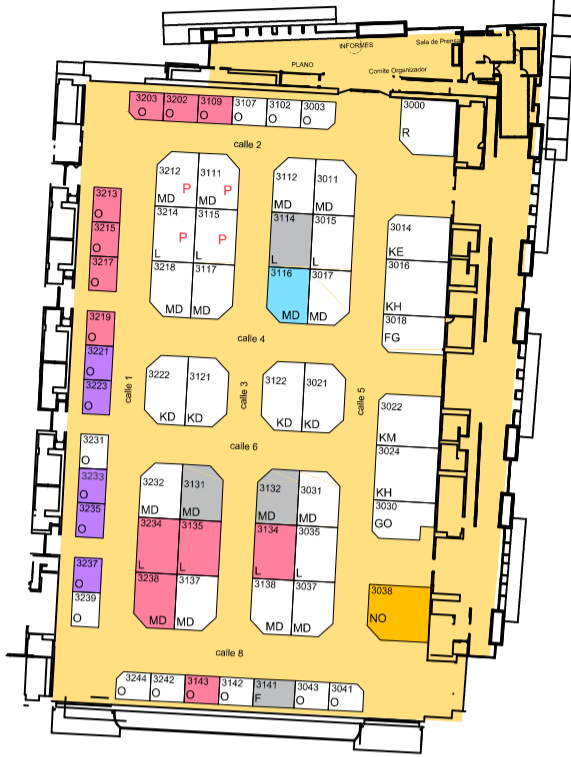 INFORMES
Sala de Prensa
PLANO
Comite Organizador
3203 3202 3109 3107 3102 3003
O O O O O O
3000
R
calle 2
3212 3111
P P
MD MD
3112 3011
MD MD
3214 3115
P P
L L
3114 3015
L L
3218 3117
MD MD
3116 3017
MD MD
3213
O
3215
O
3217
O
3014
KE
3016
KH
3018
FG
calle 4
3219
O
3221
O
3223
O
calle 1
3222 3121
KD KD
calle 3
3122 3021
KD KD
calle 5
3022
KM
3024
KH
3030
GO
calle 6
3231
O
3233
O
3235
O
3232 3131
MD MD
3132 3031
MD MD
3234 3135
L L
3134 3035
L L
3238 3137
MD MD
3138 3037
MD MD
3237
O
3239
O
3038
NO
calle 8
3244 3242 3143 3142 3141 3043 3041
O O O O F O O